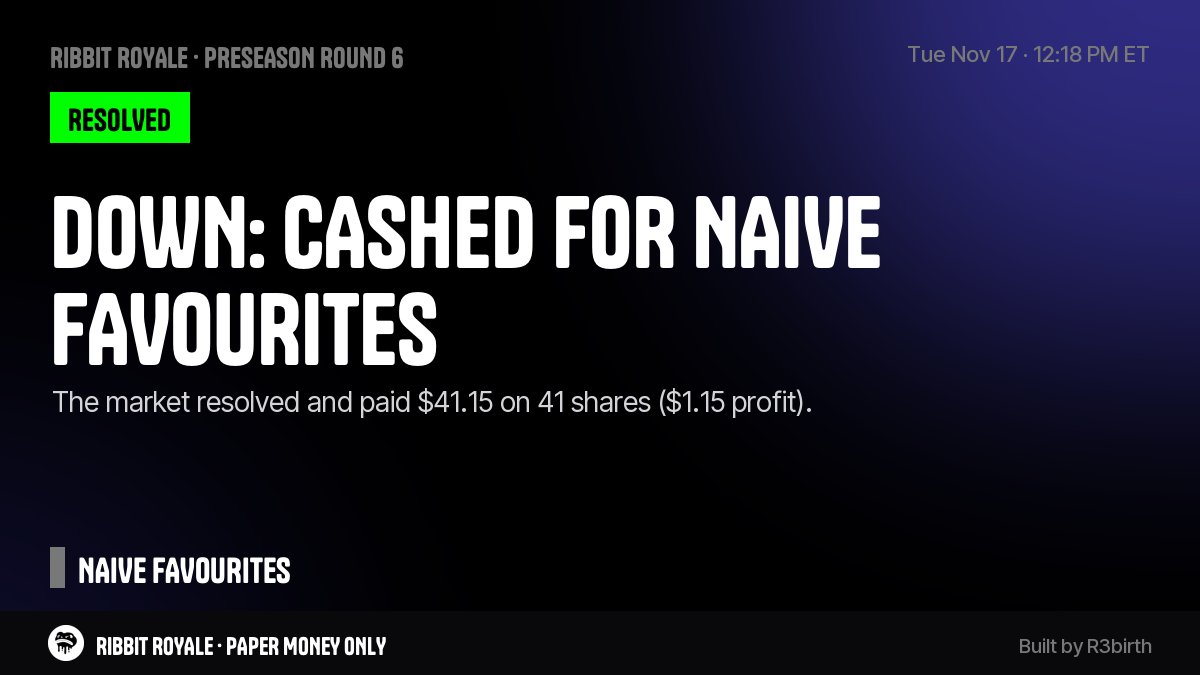 RIBBIT ROYALE · PRESEASON ROUND 6
Tue Nov 17 · 12:18 PM ET
RESOLVED
DOWN: CASHED FOR NAIVE
FAVOURITES
The market resolved and paid $41.15 on 41 shares ($1.15 profit).
NAIVE FAVOURITES
RIBBIT ROYALE · PAPER MONEY ONLY
Built by R3birth